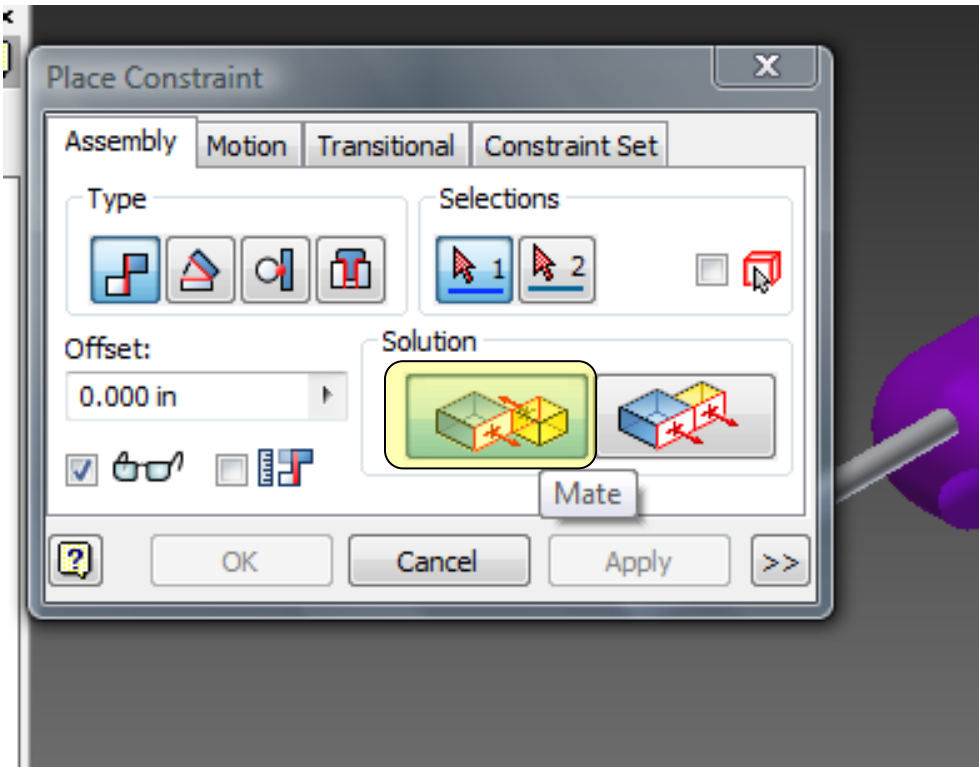 Place Constraint
Assembly Motion Transitional Constraint Set
Type Selections
1 2
Offset: Solution
0.000 in
Mate
? OK Cancel Apply >>